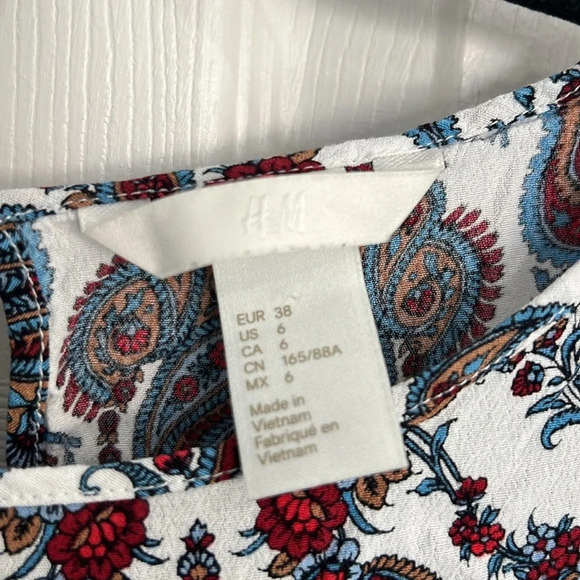 H&M
EUR 38
US 6
CA 6
CN 165/88A
MX 6
Made in
Vietnam
Fabriqué en
Vietnam